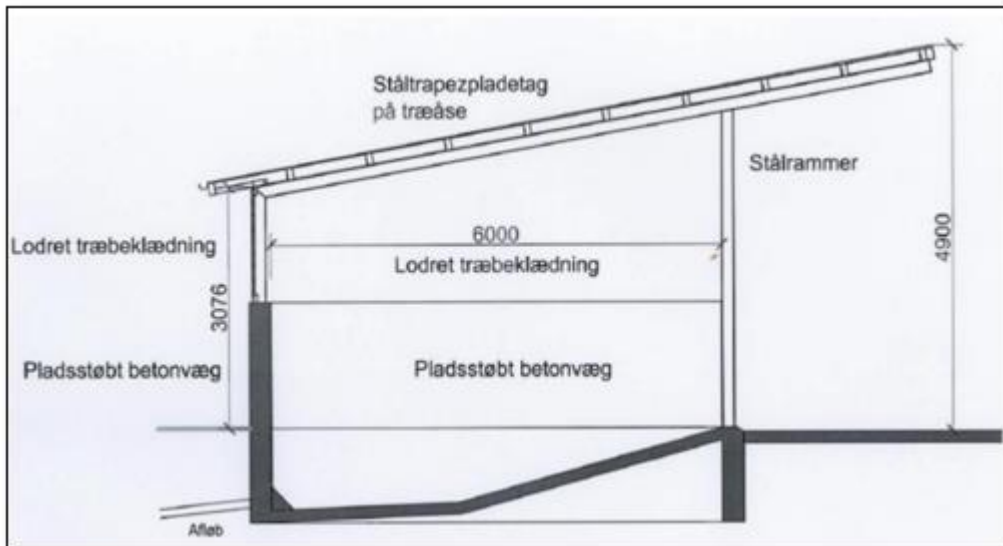 Ståltrapezpladetag
på træåse
Stålrammer
Lodret træbeklædning
6000
Lodret træbeklædning
4900
3076
Pladsstøbt betonvæg
Pladsstøbt betonvæg
Afløb